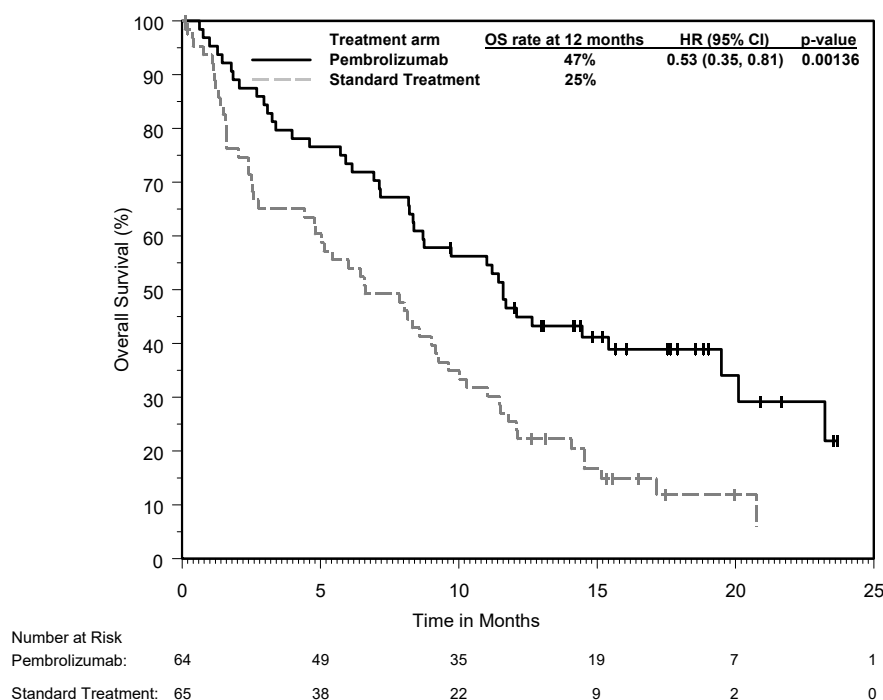 Treatment arm OS rate at 12 months HR (95% CI) p-value
Pembrolizumab 47% 0.53 (0.35, 0.81) 0.00136
Standard Treatment 25%
Overall Survival (%)
100
90
80
70
60
50
40
30
20
10
0
0 5 10 15 20 25
Time in Months
Number at Risk
Pembrolizumab: 64 49 35 19 7 1
Standard Treatment: 65 38 22 9 2 0